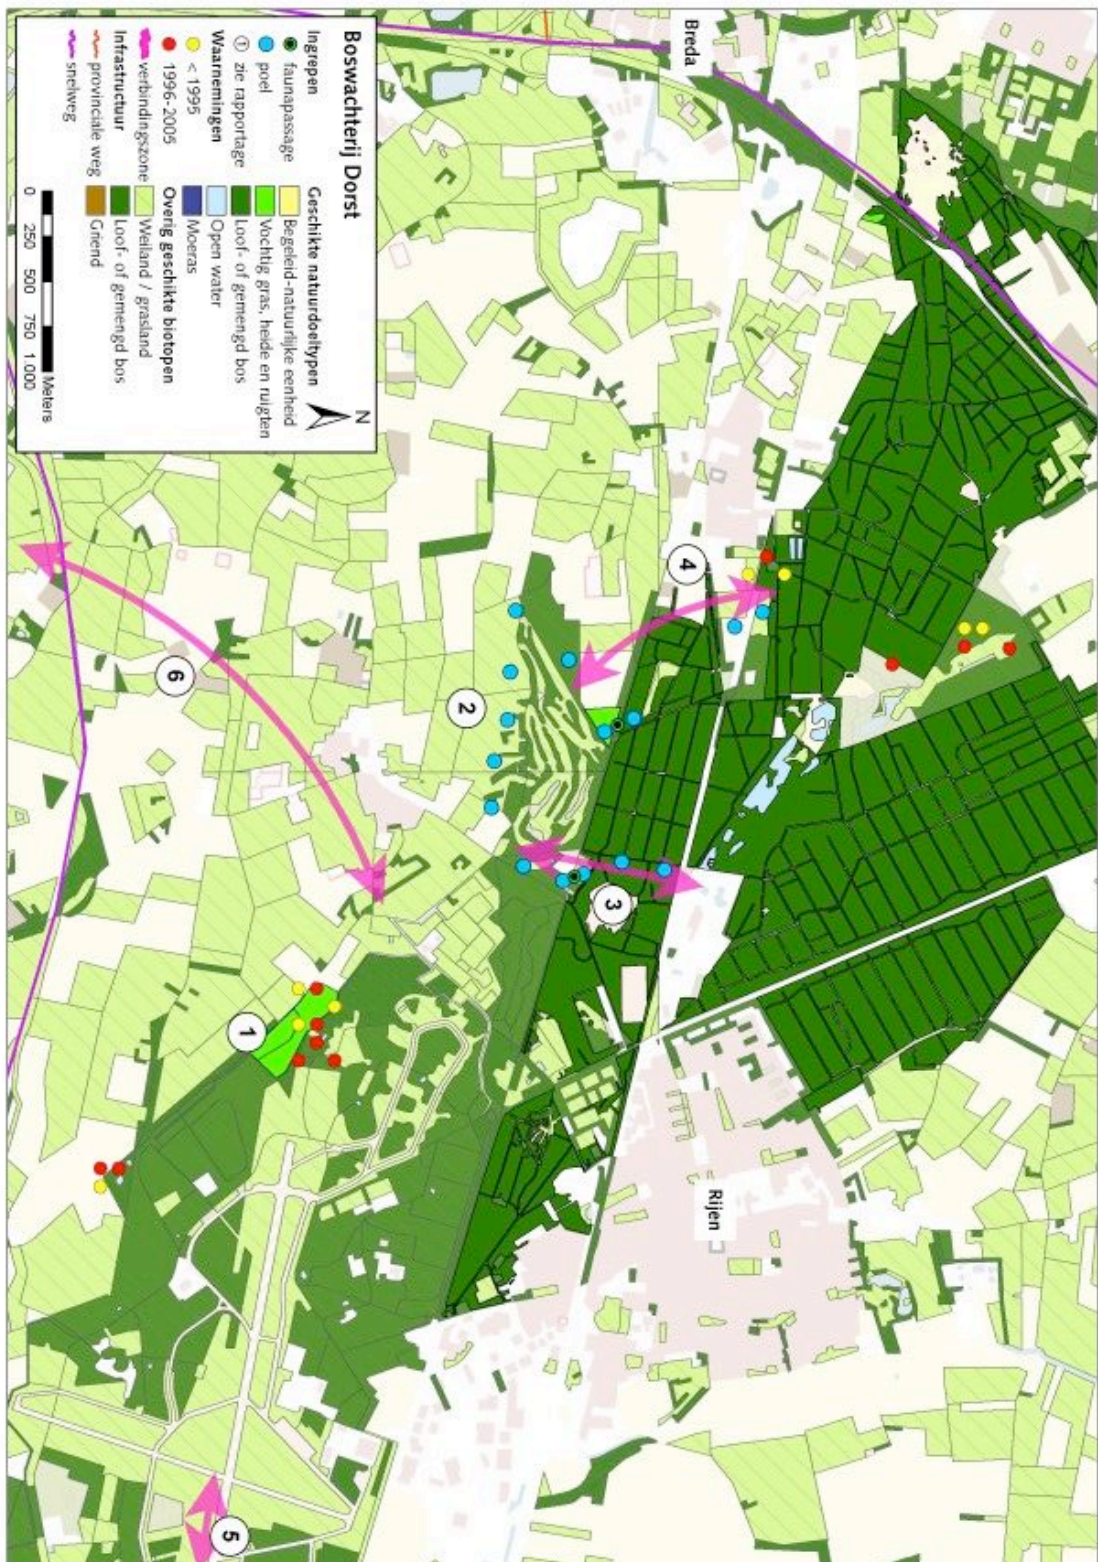 Breda
Rijen
Boswachterij Dorst
Ingrepen
faunapassage
poel
1 zie rapportage
Waarnemingen
< 1995
1996-2005
verbindingszone
Infrastructuur
provinciale weg
snelweg
Geschikte natuurdoeltypen
Begeleid-natuurlijke eenheid
Vochtig gras, heide en ruigten
Loof- of gemengd bos
Open water
Moeras
Overig geschikte biotopen
Weiland / grasland
Loof- of gemengd bos
Griend
N
0 250 500 750 1.000
Meters
4
6
2
3
1
5